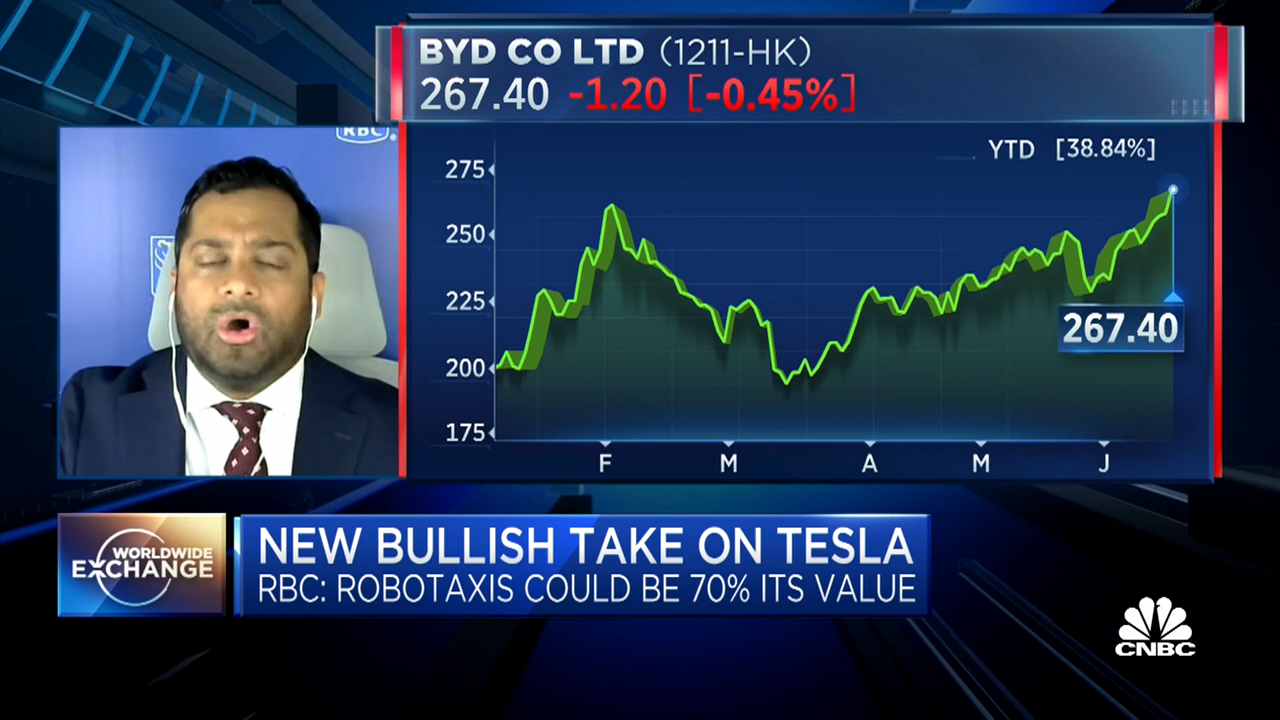 BYD CO LTD (1211-HK)
267.40 -1.20 [-0.45%]
RBC
YTD [38.84%]
275
250
225
200
175
267.40
F M A M J
WORLDWIDE
EXCHANGE
NEW BULLISH TAKE ON TESLA
RBC: ROBOTAXIS COULD BE 70% ITS VALUE
CNBC